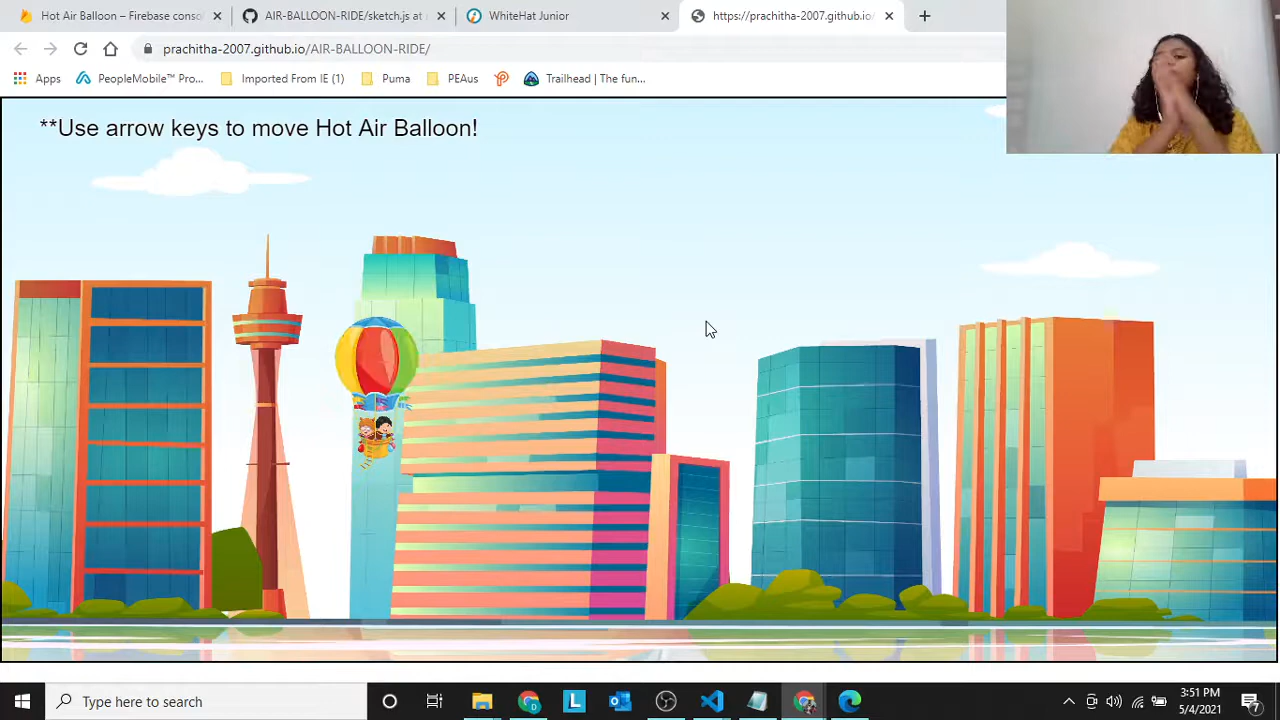 Hot Air Balloon – Firebase conso
AIR-BALLOON-RIDE/sketch.js at
WhiteHat Junior
https://prachitha-2007.github.io/
prachitha-2007.github.io/AIR-BALLOON-RIDE/
Apps
PeopleMobile™ Pro...
Imported From IE (1)
Puma
PEAus
Trailhead | The fun...
**Use arrow keys to move Hot Air Balloon!
Type here to search
L
3:51 PM
5/4/2021
7